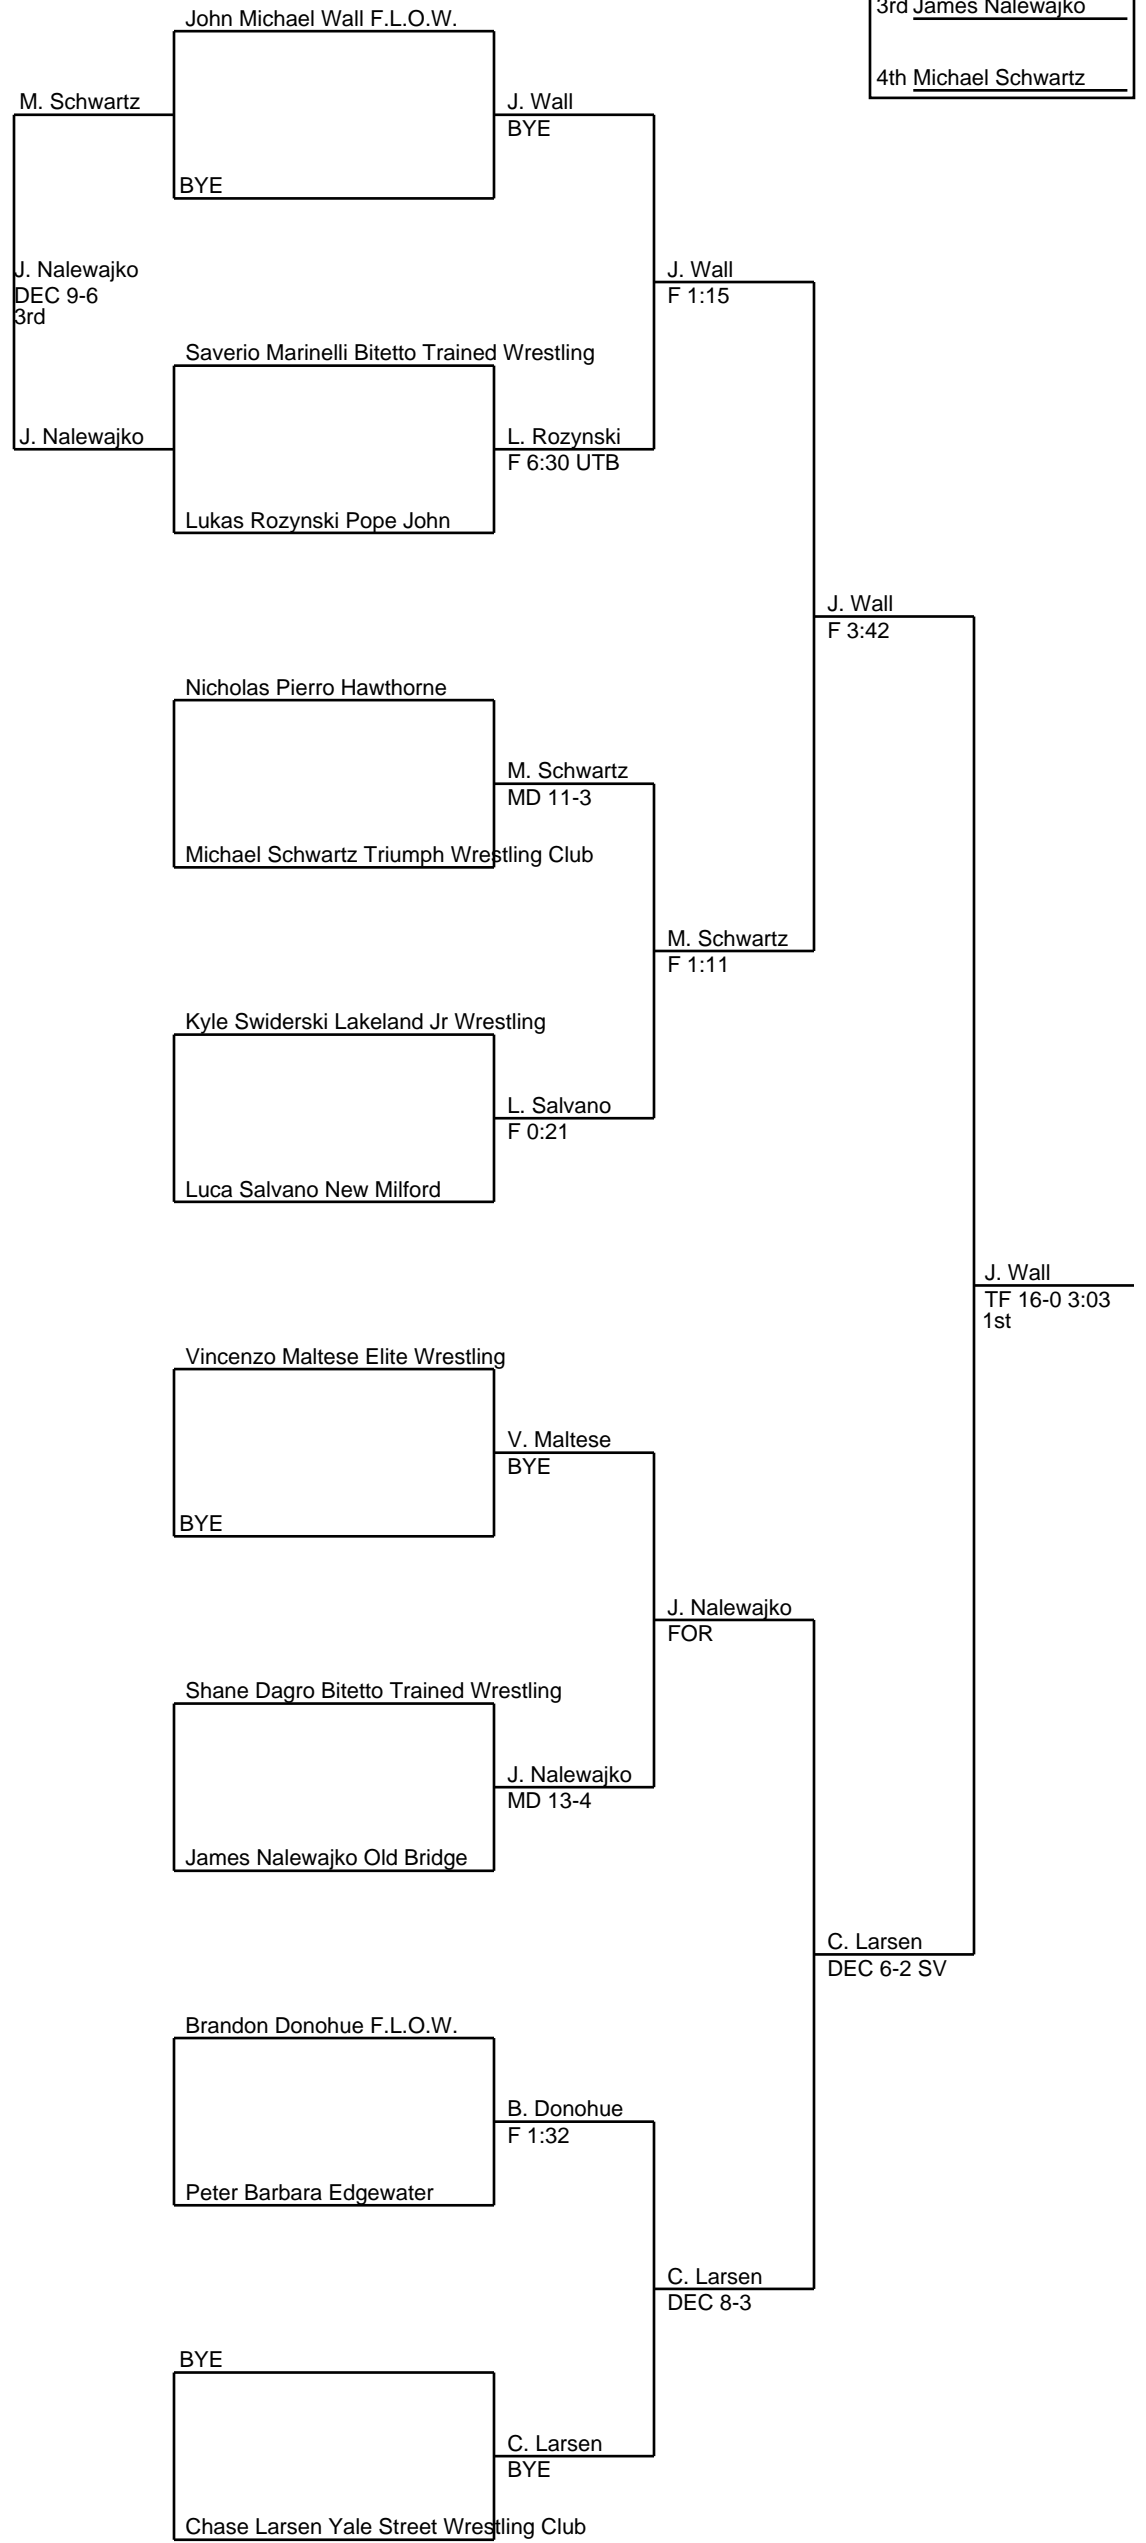 John Michael Wall F.L.O.W.
3rd James Nalewajko
4th Michael Schwartz
M. Schwartz
J. Wall
BYE
BYE
J. Nalewajko
DEC 9-6
3rd
J. Wall
F 1:15
Saverio Marinelli Bitetto Trained Wrestling
J. Nalewajko
L. Rozynski
F 6:30 UTB
Lukas Rozynski Pope John
J. Wall
F 3:42
Nicholas Pierro Hawthorne
M. Schwartz
MD 11-3
Michael Schwartz Triumph Wrestling Club
M. Schwartz
F 1:11
Kyle Swiderski Lakeland Jr Wrestling
L. Salvano
F 0:21
Luca Salvano New Milford
J. Wall
TF 16-0 3:03
1st
Vincenzo Maltese Elite Wrestling
V. Maltese
BYE
BYE
J. Nalewajko
FOR
Shane Dagro Bitetto Trained Wrestling
J. Nalewajko
MD 13-4
James Nalewajko Old Bridge
C. Larsen
DEC 6-2 SV
Brandon Donohue F.L.O.W.
B. Donohue
F 1:32
Peter Barbara Edgewater
C. Larsen
DEC 8-3
BYE
C. Larsen
BYE
Chase Larsen Yale Street Wrestling Club